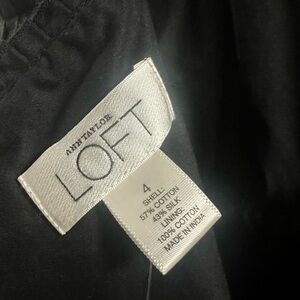 ANN TAYLOR
LOFT
4
SHELL:
57% COTTON
43% SILK
LINING:
100% COTTON
MADE IN INDIA